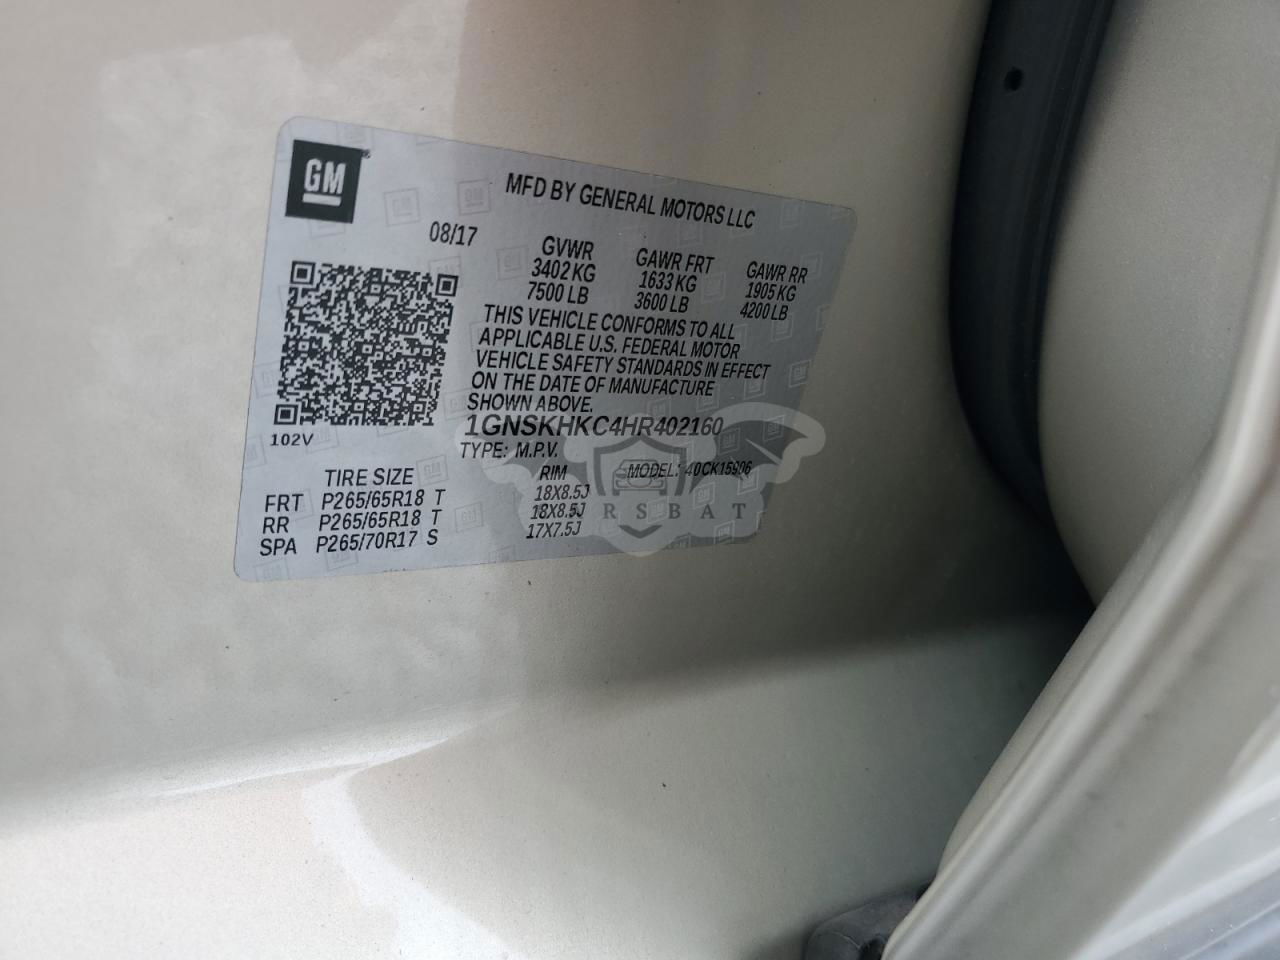 GM
MFD BY GENERAL MOTORS LLC
08/17
GVWR GAWR FRT GAWR RR
3402 KG 1633 KG 1905 KG
7500 LB 3600 LB 4200 LB
THIS VEHICLE CONFORMS TO ALL
APPLICABLE U.S. FEDERAL MOTOR
VEHICLE SAFETY STANDARDS IN EFFECT
ON THE DATE OF MANUFACTURE
SHOWN ABOVE.
1GNSKHKC4HR402160
102V
TYPE: M.P.V.
MODEL:
TIRE SIZE RIM
FRT P265/65R18 T 18X8.5J
RR P265/65R18 T 18X8.5J
SPA P265/70R17 S 17X7.5J
RSBAT